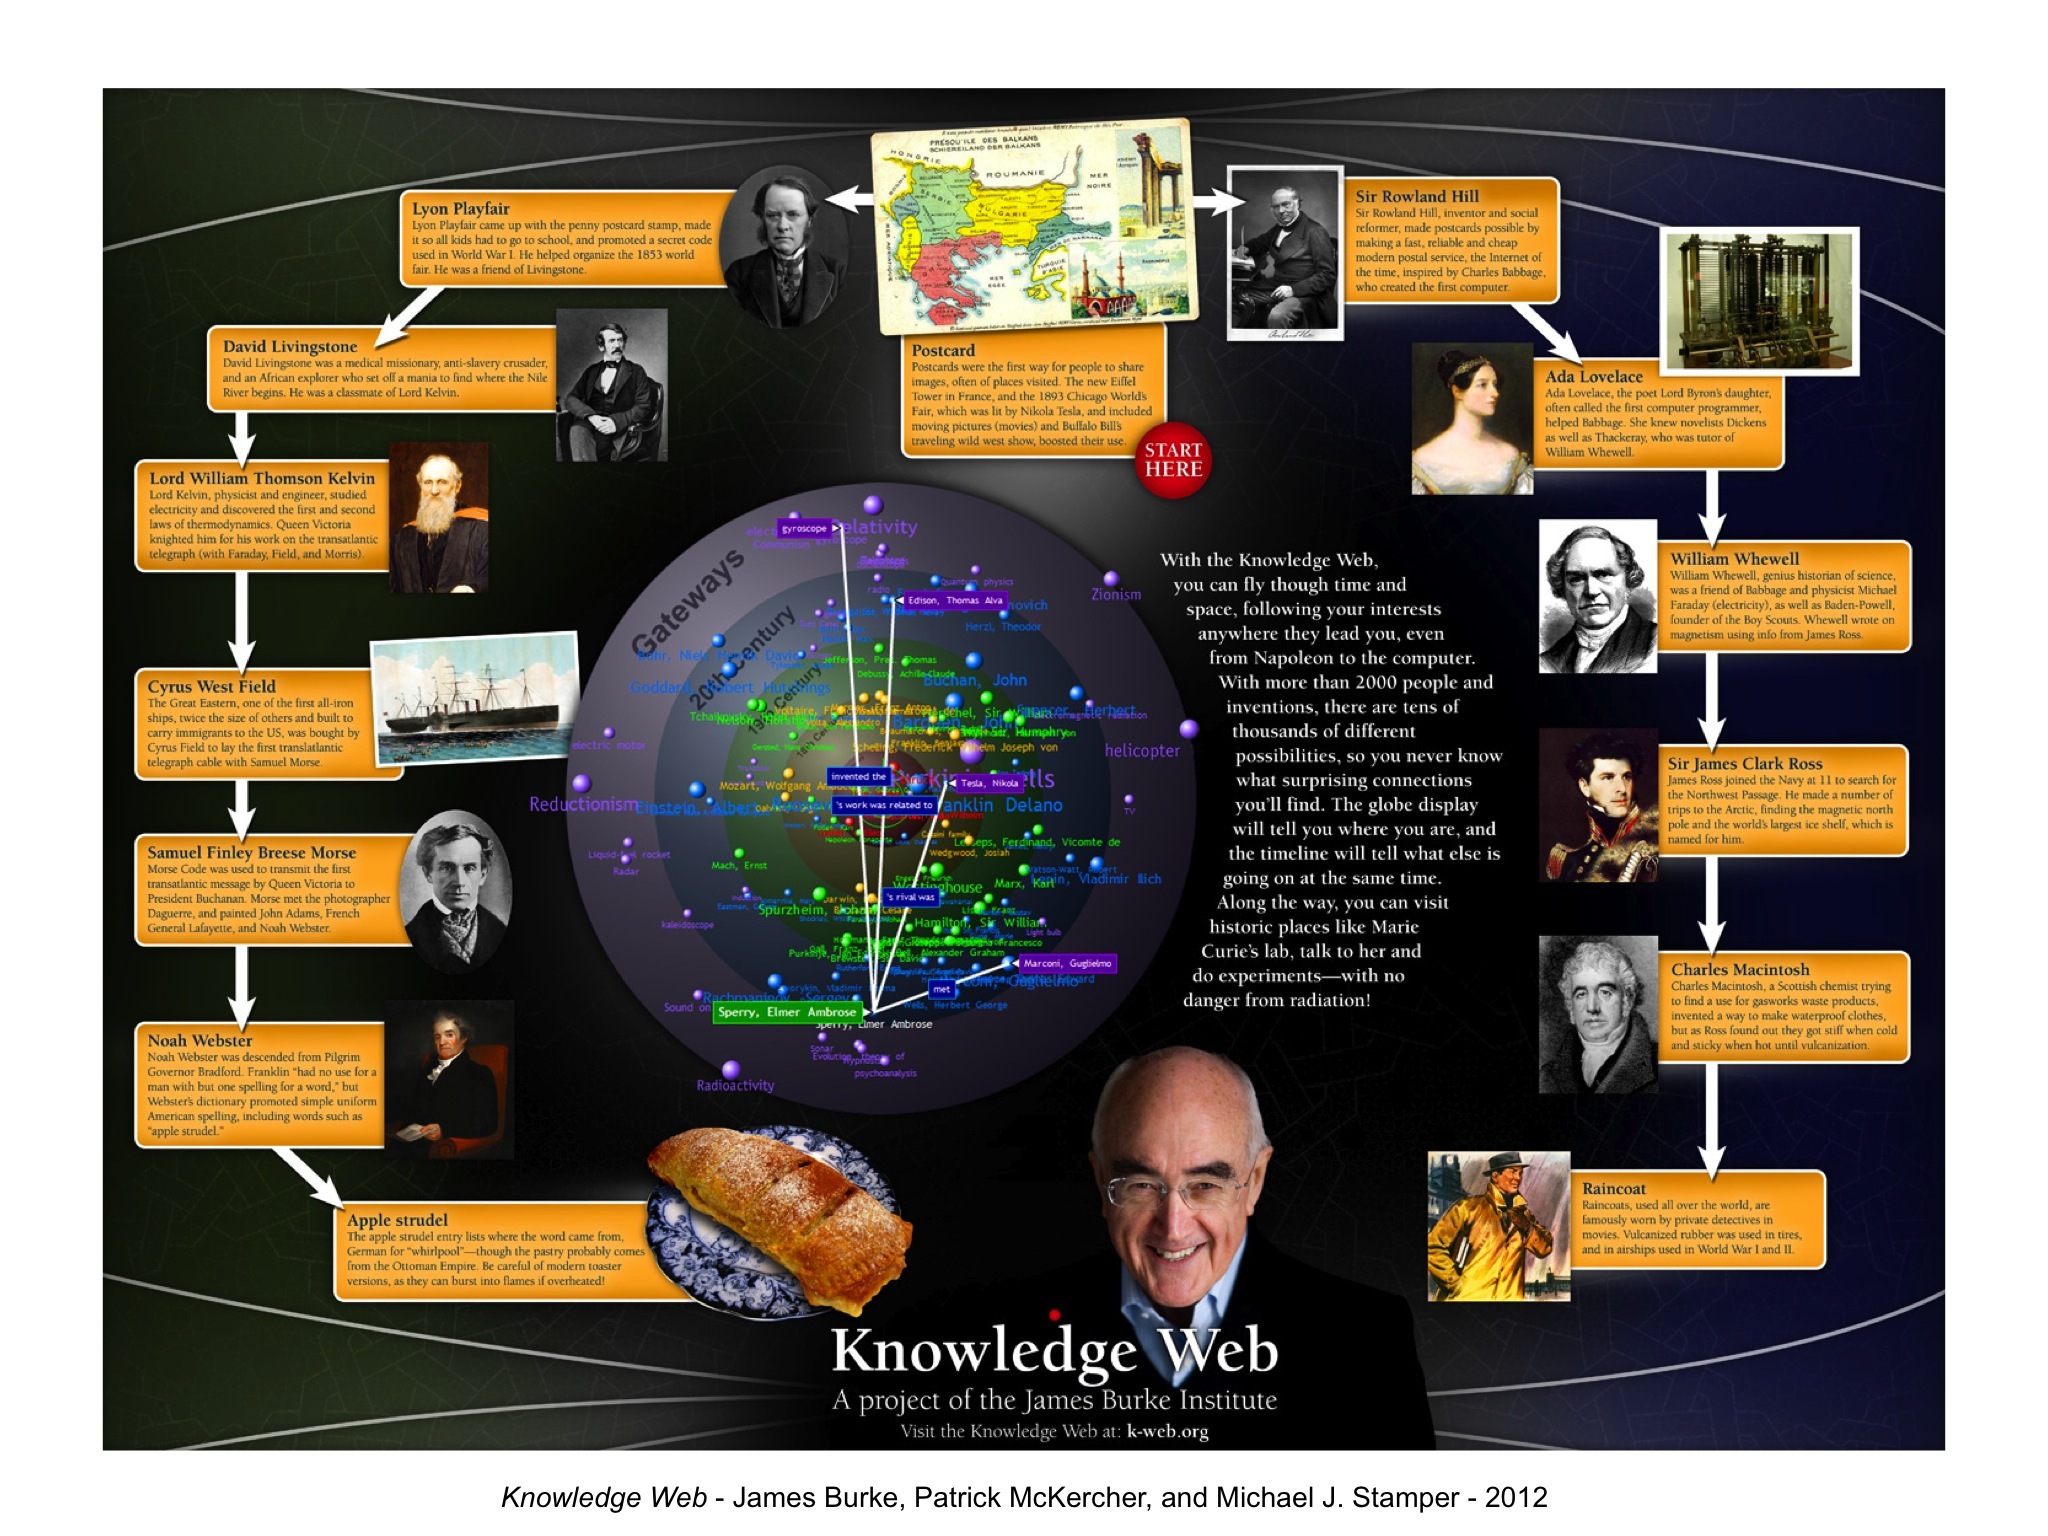 PRESQU'ILE DES BALKANS
SCHIEREILAND DER BALKANS
HONGRIE
ROUMANIE
MER
NOIRE
SERBIE
BULGARIE
MER
EGEE
TURQUIE
D'ASIE
Lyon Playfair
Lyon Playfair came up with the penny postcard stamp, made
it so all kids had to go to school, and promoted a secret code
used in World War I. He helped organize the 1853 world
fair. He was a friend of Livingstone.
David Livingstone
David Livingstone was a medical missionary, anti-slavery crusader,
and an African explorer who set off a mania to find where the Nile
River begins. He was a classmate of Lord Kelvin.
Lord William Thomson Kelvin
Lord Kelvin, physicist and engineer, studied
electricity and discovered the first and second
laws of thermodynamics. Queen Victoria
knighted him for his work on the transatlantic
telegraph (with Faraday, Field, and Morris).
Cyrus West Field
The Great Eastern, one of the first all-iron
ships, twice the size of others and built to
carry immigrants to the US, was bought by
Cyrus Field to lay the first translatlantic
telegraph cable with Samuel Morse.
Samuel Finley Breese Morse
Morse Code was used to transmit the first
transatlantic message by Queen Victoria to
President Buchanan. Morse met the photographer
Daguerre, and painted John Adams, French
General Lafayette, and Noah Webster.
Noah Webster
Noah Webster was descended from Pilgrim
Governor Bradford. Franklin "had no use for a
man with but one spelling for a word," but
Webster's dictionary promoted simple uniform
American spelling, including words such as
"apple strudel."
Apple strudel
The apple strudel entry lists where the word came from,
German for "whirlpool"—though the pastry probably comes
from the Ottoman Empire. Be careful of modern toaster
versions, as they can burst into flames if overheated!
Postcard
Postcards were the first way for people to share
images, often of places visited. The new Eiffel
Tower in France, and the 1893 Chicago World's
Fair, which was lit by Nikola Tesla, and included
moving pictures (movies) and Buffalo Bill's
traveling wild west show, boosted their use.
START
HERE
Sir Rowland Hill
Sir Rowland Hill, inventor and social
reformer, made postcards possible by
making a fast, reliable and cheap
modern postal service, the Internet of
the time, inspired by Charles Babbage,
who created the first computer.
Ada Lovelace
Ada Lovelace, the poet Lord Byron's daughter,
often called the first computer programmer,
helped Babbage. She knew novelists Dickens
as well as Thackeray, who was tutor of
William Whewell.
William Whewell
William Whewell, genius historian of science,
was a friend of Babbage and physicist Michael
Faraday (electricity), as well as Baden-Powell,
founder of the Boy Scouts. Whewell wrote on
magnetism using info from James Ross.
Sir James Clark Ross
James Ross joined the Navy at 11 to search for
the Northwest Passage. He made a number of
trips to the Arctic, finding the magnetic north
pole and the world's largest ice shelf, which is
named for him.
Charles Macintosh
Charles Macintosh, a Scottish chemist trying
to find a use for gasworks waste products,
invented a way to make waterproof clothes,
but as Ross found out they got stiff when cold
and sticky when hot until vulcanization.
Raincoat
Raincoats, used all over the world, are
famously worn by private detectives in
movies. Vulcanized rubber was used in tires,
and in airships used in World War I and II.
Gateways
20th century
19th century
gyroscope
Relativity
radio
Quantum physics
Zionism
Edison, Thomas Alva
Herzl, Theodor
Bohr, Niels Henrik David
Jefferson, Pres. Thomas
Debussy, Achille-Claude
Buchan, John
Goddard, Robert Hutchings
Spencer, Herbert
electric motor
helicopter
invented the
Tesla, Nikola
Mozart, Wolfgang
Reductionism
Einstein, Albert
's work was related to
Franklin Delano
TV
Liquid-fuel rocket
Radar
Mach, Ernst
Lesseps, Ferdinand, Vicomte de
Wedgwood, Josiah
Westinghouse
Marx, Karl
Lenin, Vladimir Ilich
's rival was
Spurzheim, Johann
Hamilton, Sir William
kaleidoscope
Light bulb
Alexander Graham
Marconi, Guglielmo
met
Rachmaninov, Sergey
Wells, Herbert George
Sound on
Sperry, Elmer Ambrose
Sperry, Elmer Ambrose
Sonar
Evolution, theory of
Hypnosis
psychoanalysis
Radioactivity
With the Knowledge Web,
you can fly though time and
space, following your interests
anywhere they lead you, even
from Napoleon to the computer.
With more than 2000 people and
inventions, there are tens of
thousands of different
possibilities, so you never know
what surprising connections
you'll find. The globe display
will tell you where you are, and
the timeline will tell what else is
going on at the same time.
Along the way, you can visit
historic places like Marie
Curie's lab, talk to her and
do experiments—with no
danger from radiation!
Knowledge Web
A project of the James Burke Institute
Visit the Knowledge Web at: k-web.org
Knowledge Web - James Burke, Patrick McKercher, and Michael J. Stamper - 2012